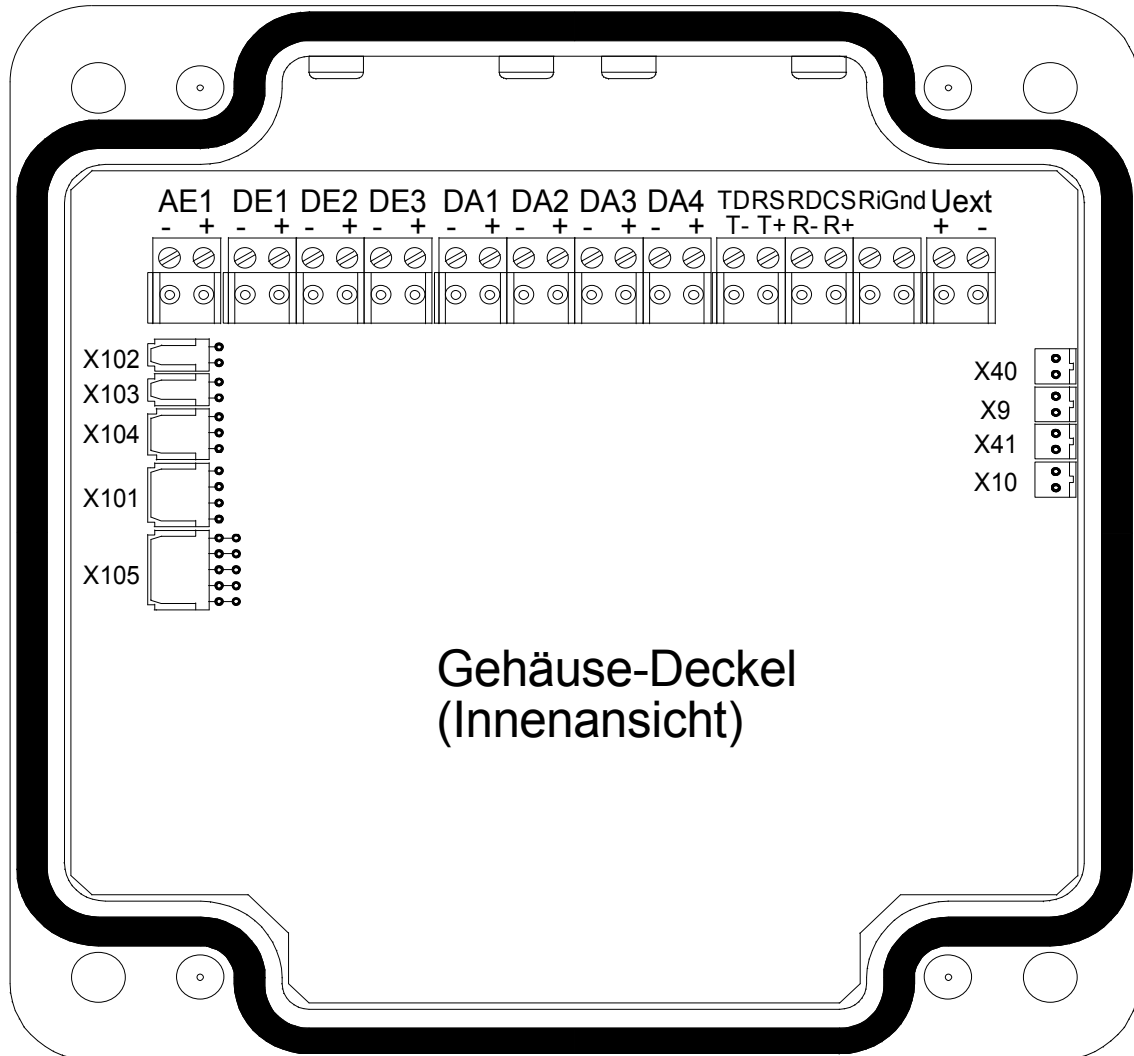 AE1 DE1 DE2 DE3 DA1 DA2 DA3 DA4 TDRSRDCSRiGnd Uext
- + - + - + - + - + - + - + - + T- T+ R- R+ + -
X102
X103
X104
X101
X105
X40
X9
X41
X10
Gehäuse-Deckel
(Innenansicht)